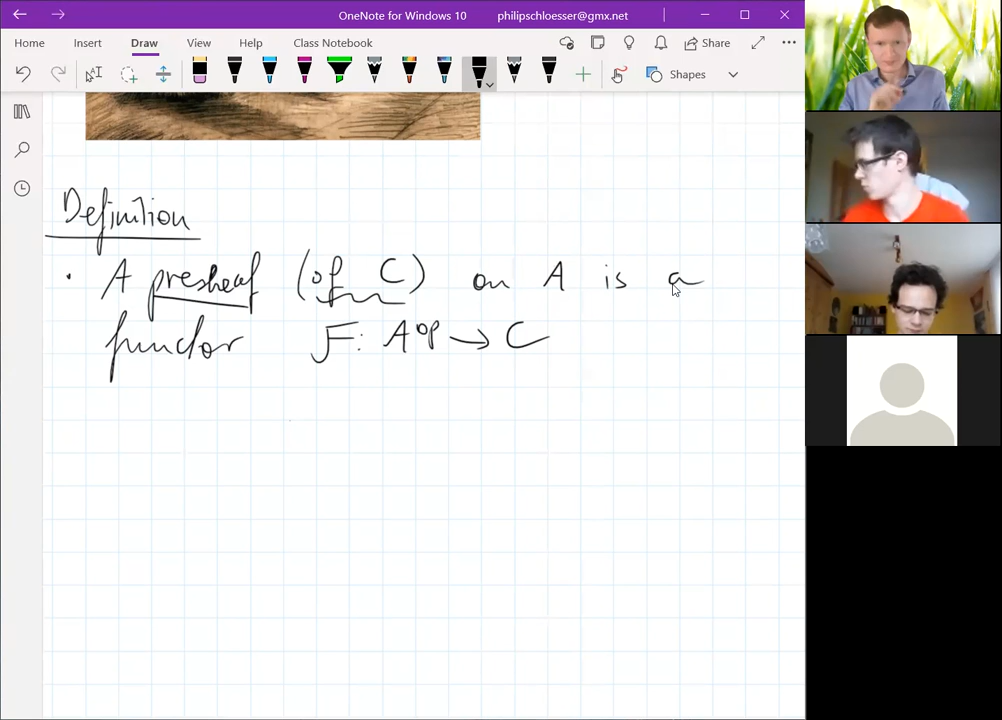 OneNote for Windows 10 philipschloesser@gmx.net
Home Insert Draw View Help Class Notebook Share Shapes
Definition
• A presheaf (of C) on A is a
functor F: A^op → C